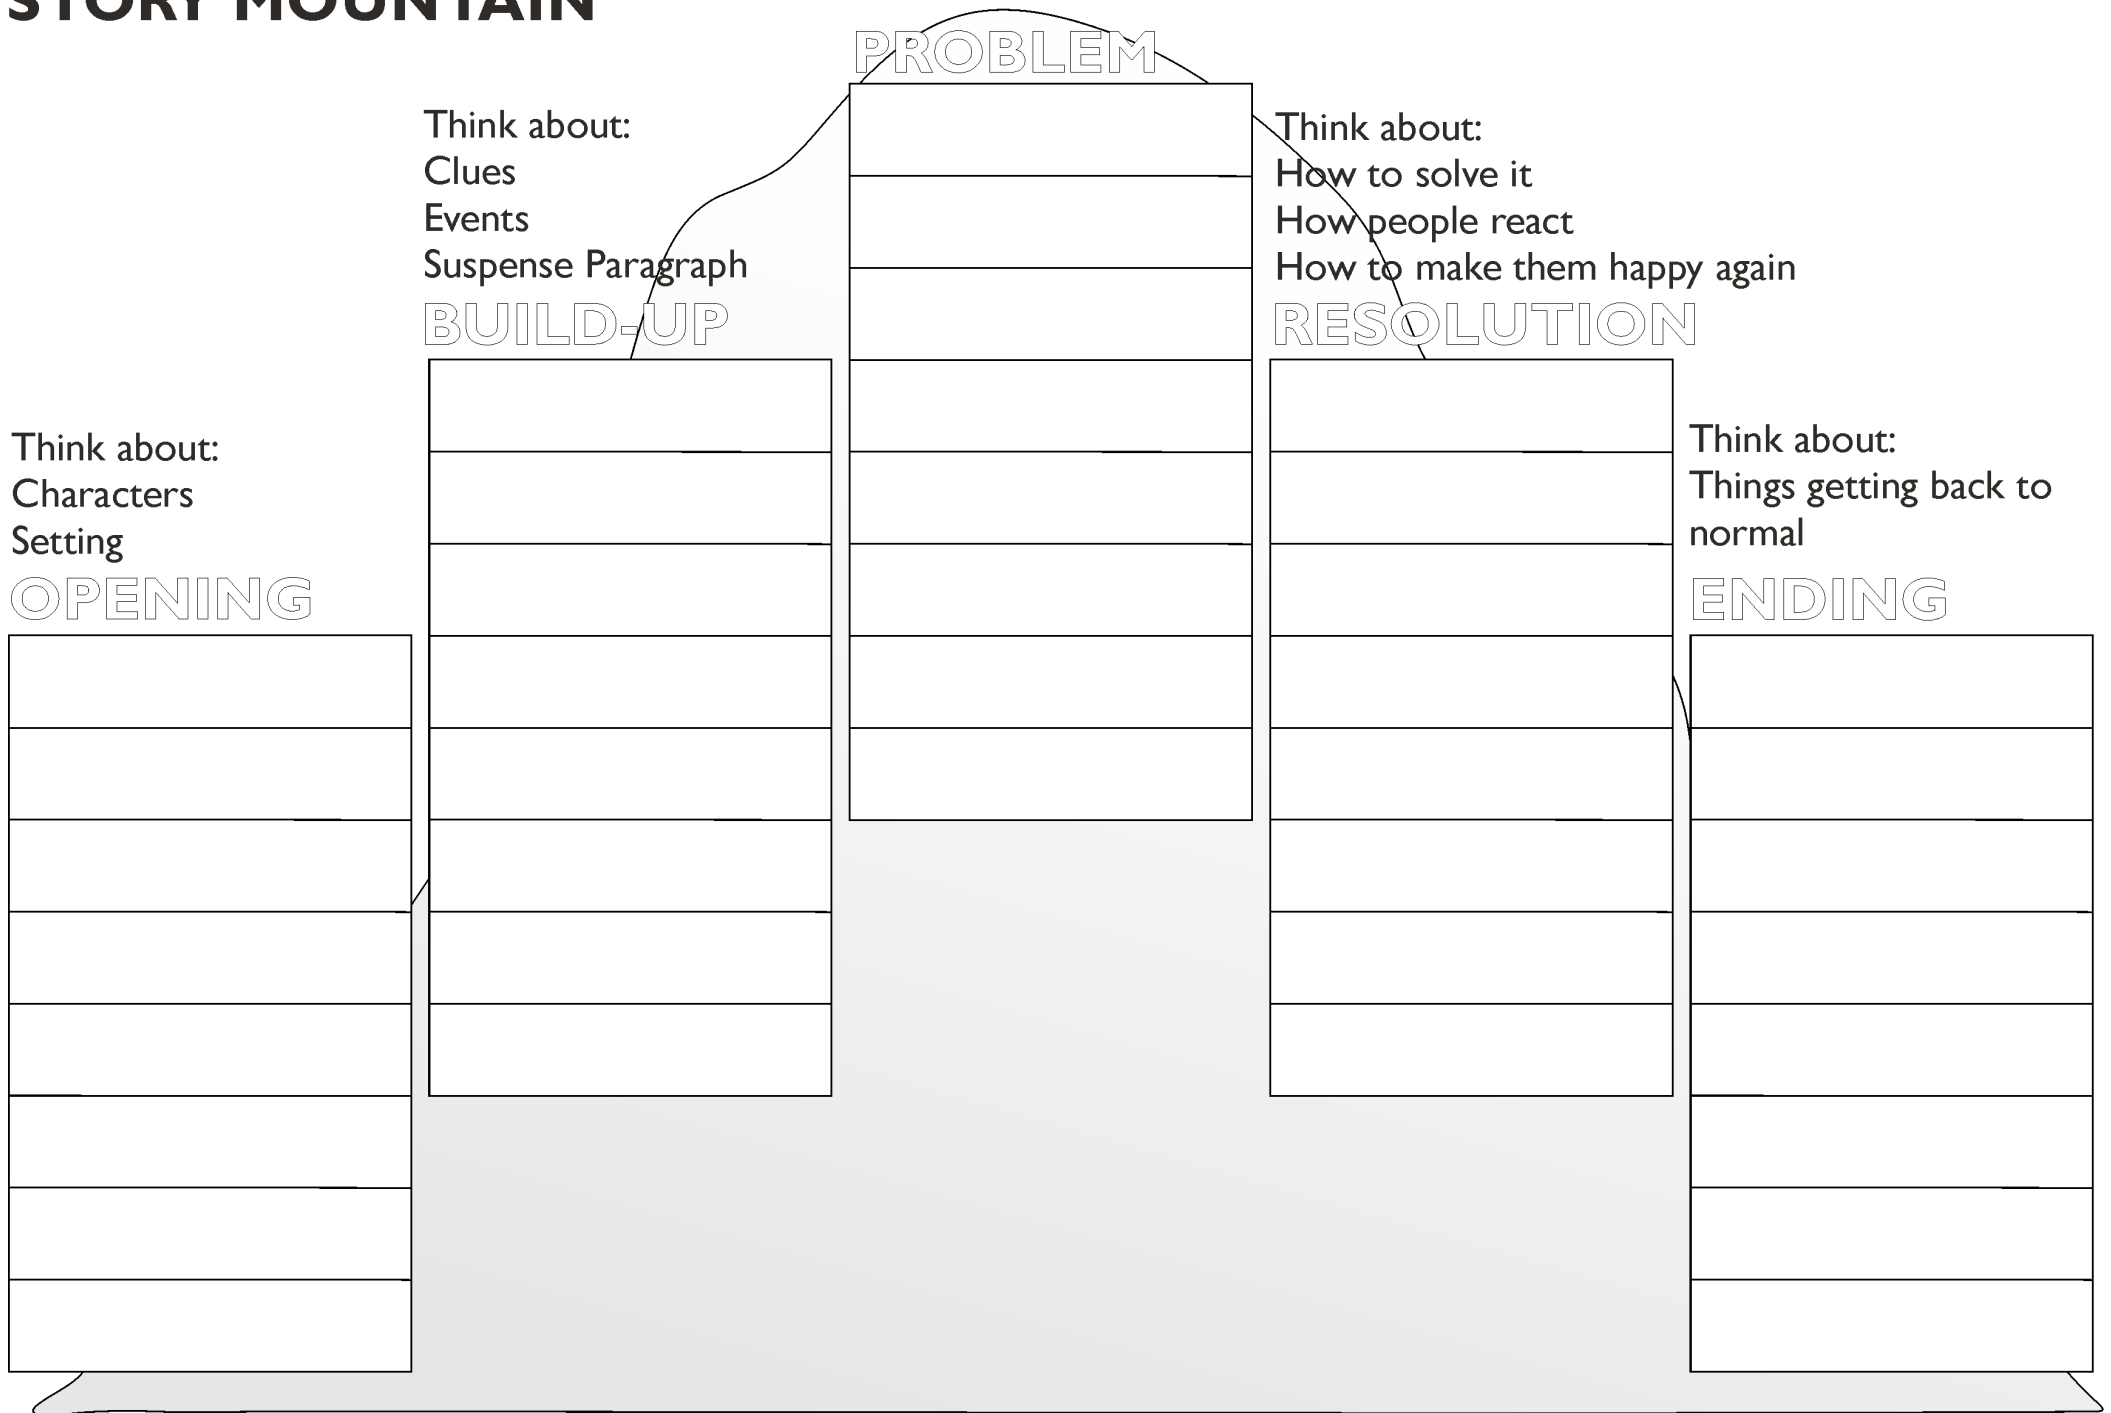 STORY MOUNTAIN
PROBLEM
Think about:
Clues
Events
Suspense Paragraph
BUILD-UP
Think about:
How to solve it
How people react
How to make them happy again
RESOLUTION
Think about:
Characters
Setting
OPENING
Think about:
Things getting back to
normal
ENDING